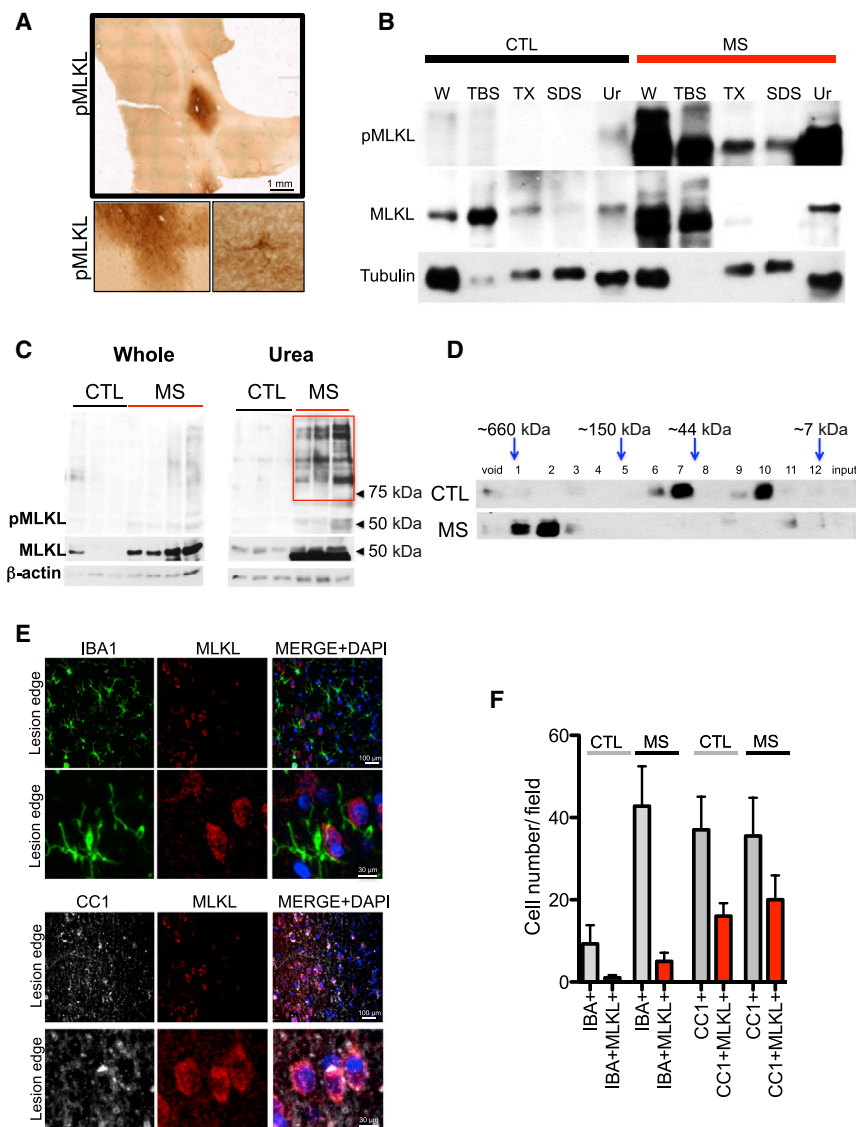 A
pMLKL
1 mm
pMLKL
B
CTL MS
W TBS TX SDS Ur W TBS TX SDS Ur
pMLKL
MLKL
Tubulin
C
Whole Urea
CTL MS CTL MS
75 kDa
pMLKL 50 kDa
MLKL 50 kDa
β-actin
D
~660 kDa ~150 kDa ~44 kDa ~7 kDa
void 1 2 3 4 5 6 7 8 9 10 11 12 input
CTL
MS
E
IBA1 MLKL MERGE+DAPI
Lesion edge
100 µm
Lesion edge
30 µm
CC1 MLKL MERGE+DAPI
Lesion edge
100 µm
Lesion edge
30 µm
F
Cell number/ field
60
40
20
0
CTL MS CTL MS
IBA+
IBA+MLKL+
IBA+
IBA+MLKL+
CC1+
CC1+MLKL+
CC1+
CC1+MLKL+